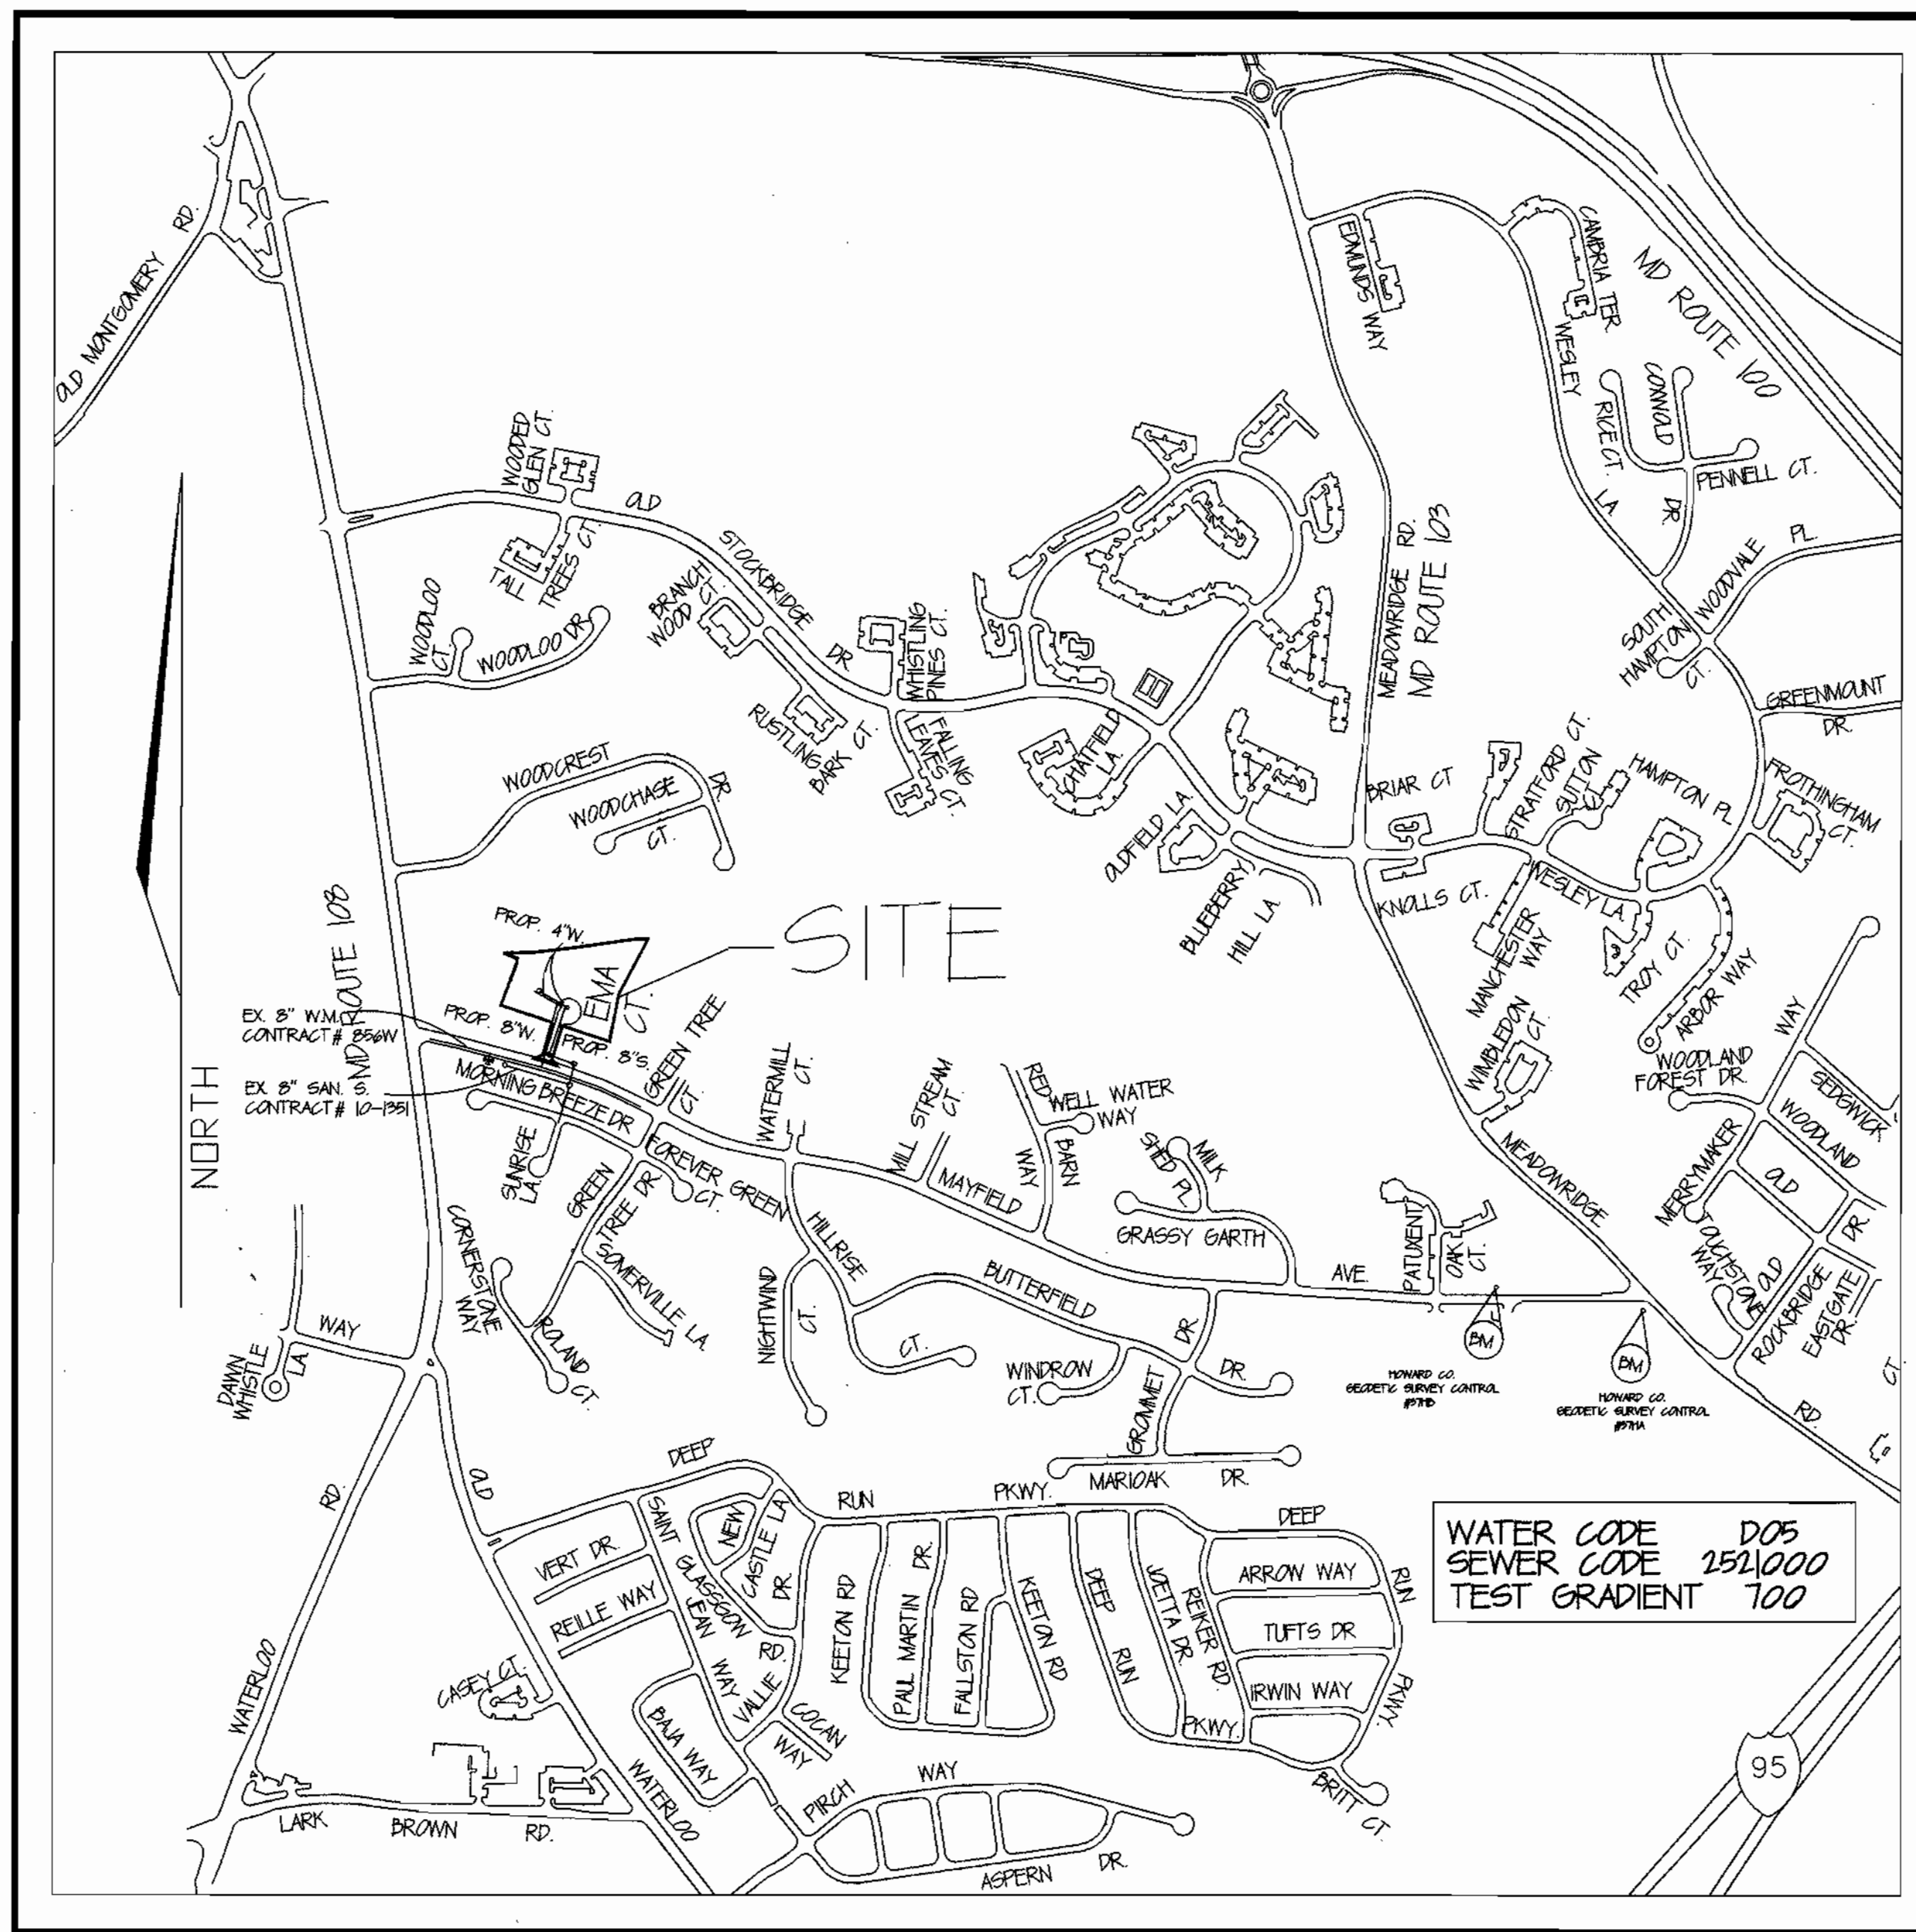 OLD MONTGOMERY RD.
EDMUNDS WAY
CAMBRIA TER
MD ROUTE 100
WESLEY LA.
RICE CT.
COXWOLD DR.
PENNELL CT.
WOODVALE PL.
SOUTH HAMPTON CT.
GREENMOUNT DR.
WOODED GLEN CT.
OLD STOCKBRIDGE DR.
TALL TREES CT.
BRANCH WOOD CT.
WOODLOO CT.
WOODLOO DR.
WHISTLING PINES CT.
RUSTLING BARK CT.
FALLING LEAVES CT.
CHATFIELD LA.
MEADOWRIDGE RD.
MD ROUTE 103
WOODCREST DR.
WOODCHASE CT.
OLDFIELD LA.
BLUEBERRY HILL LA.
BRIAR CT
STRATFORD CT.
SUTTON CT.
HAMPTON PL
FROTHINGHAM CT.
KNOLLS CT.
WESLEY LA.
MANCHESTER WAY
TROY CT.
ARBOR WAY
WIMBLEDON CT.
WOODLAND
FOREST DR.
MERRYMAKER WAY
SEDGWICK
WOODLAND
OLD
DR.
MD ROUTE 108
PROP. 4"W.
SITE
EMA CT.
EX. 8" W.M.
CONTRACT# 856W
PROP. 8"W.
PROP. 8"S.
EX. 8" SAN. S.
CONTRACT# 10-1351
NORTH
MORNING BREEZE DR
GREEN TREE CT.
WATERMILL CT.
MILL STREAM CT.
RED BARN WAY
WELL WATER
WAY
SUNRISE LA.
FOREVER GREEN CT.
GREEN TREE DR
MAYFIELD AVE.
MILK SHED PL
GRASSY GARTH
PATUXENT OAK CT.
MEADOWRIDGE RD.
TOUCHSTONE WAY
OLD ROCKBRIDGE
EASTGATE DR.
CT.
CORNERSTONE WAY
SOMERVILLE LA.
ROLAND CT.
NIGHTWIND CT.
HILLRISE CT.
BUTTERFIELD DR.
WINDROW
CT.
GROMMET DR.
DAWN WHISTLE LA
WAY
BM
HOWARD CO.
GEODETIC SURVEY CONTROL
BM
HOWARD CO.
GEODETIC SURVEY CONTROL
#37HA
MARIOAK DR.
DEEP RUN PKWY.
WATERLOO RD.
OLD WATERLOO
VERT DR.
REILLE WAY
SAINT JEAN WAY
GLASSGOW RD.
NEW CASTLE LA
DR.
VALLIE
KEETON RD
PAUL MARTIN DR.
FALLSTON RD
KEETON RD
DEEP RUN PKWY.
JOETTA DR.
REIKER RD.
DEEP RUN PKWY.
ARROW WAY
TUFTS DR
IRWIN WAY
BRITT CT.
CASEY CT.
BAJA WAY
COCAN WAY
PIRCH WAY
ASPERN DR.
LARK BROWN RD.
WATER CODE D05
SEWER CODE 2521000
TEST GRADIENT 700
95